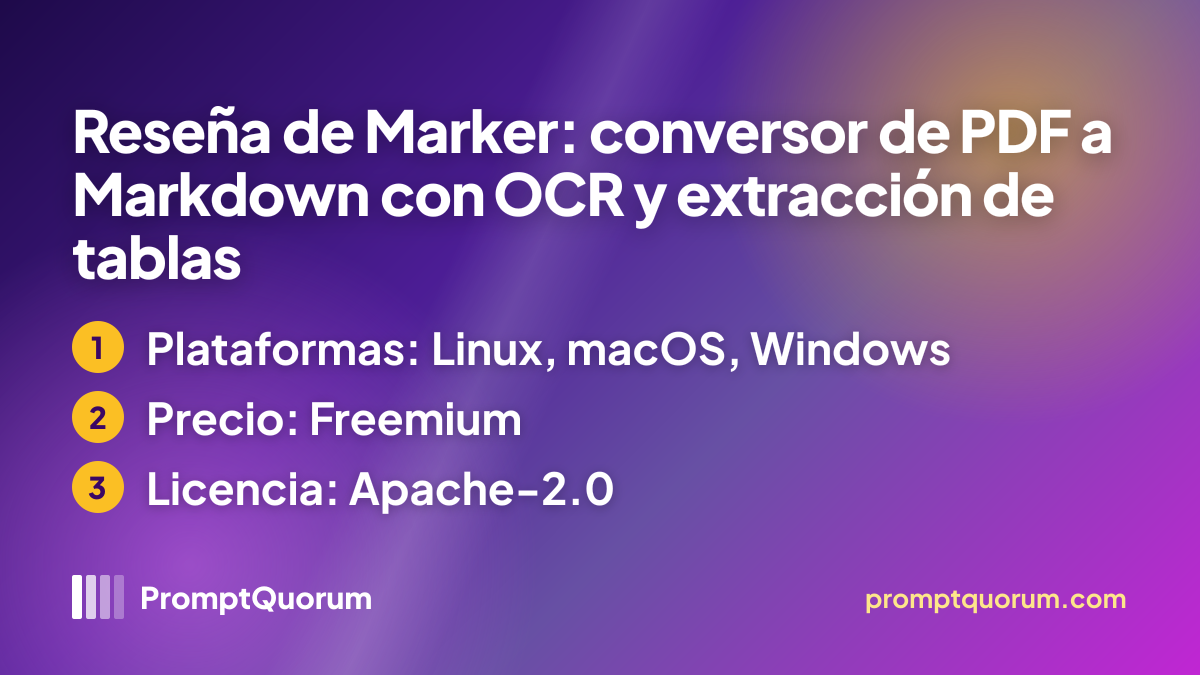 Reseña de Marker: conversor de PDF a
Markdown con OCR y extracción de
tablas
1 Plataformas: Linux, macOS, Windows
2 Precio: Freemium
3 Licencia: Apache-2.0
PromptQuorum
promptquorum.com